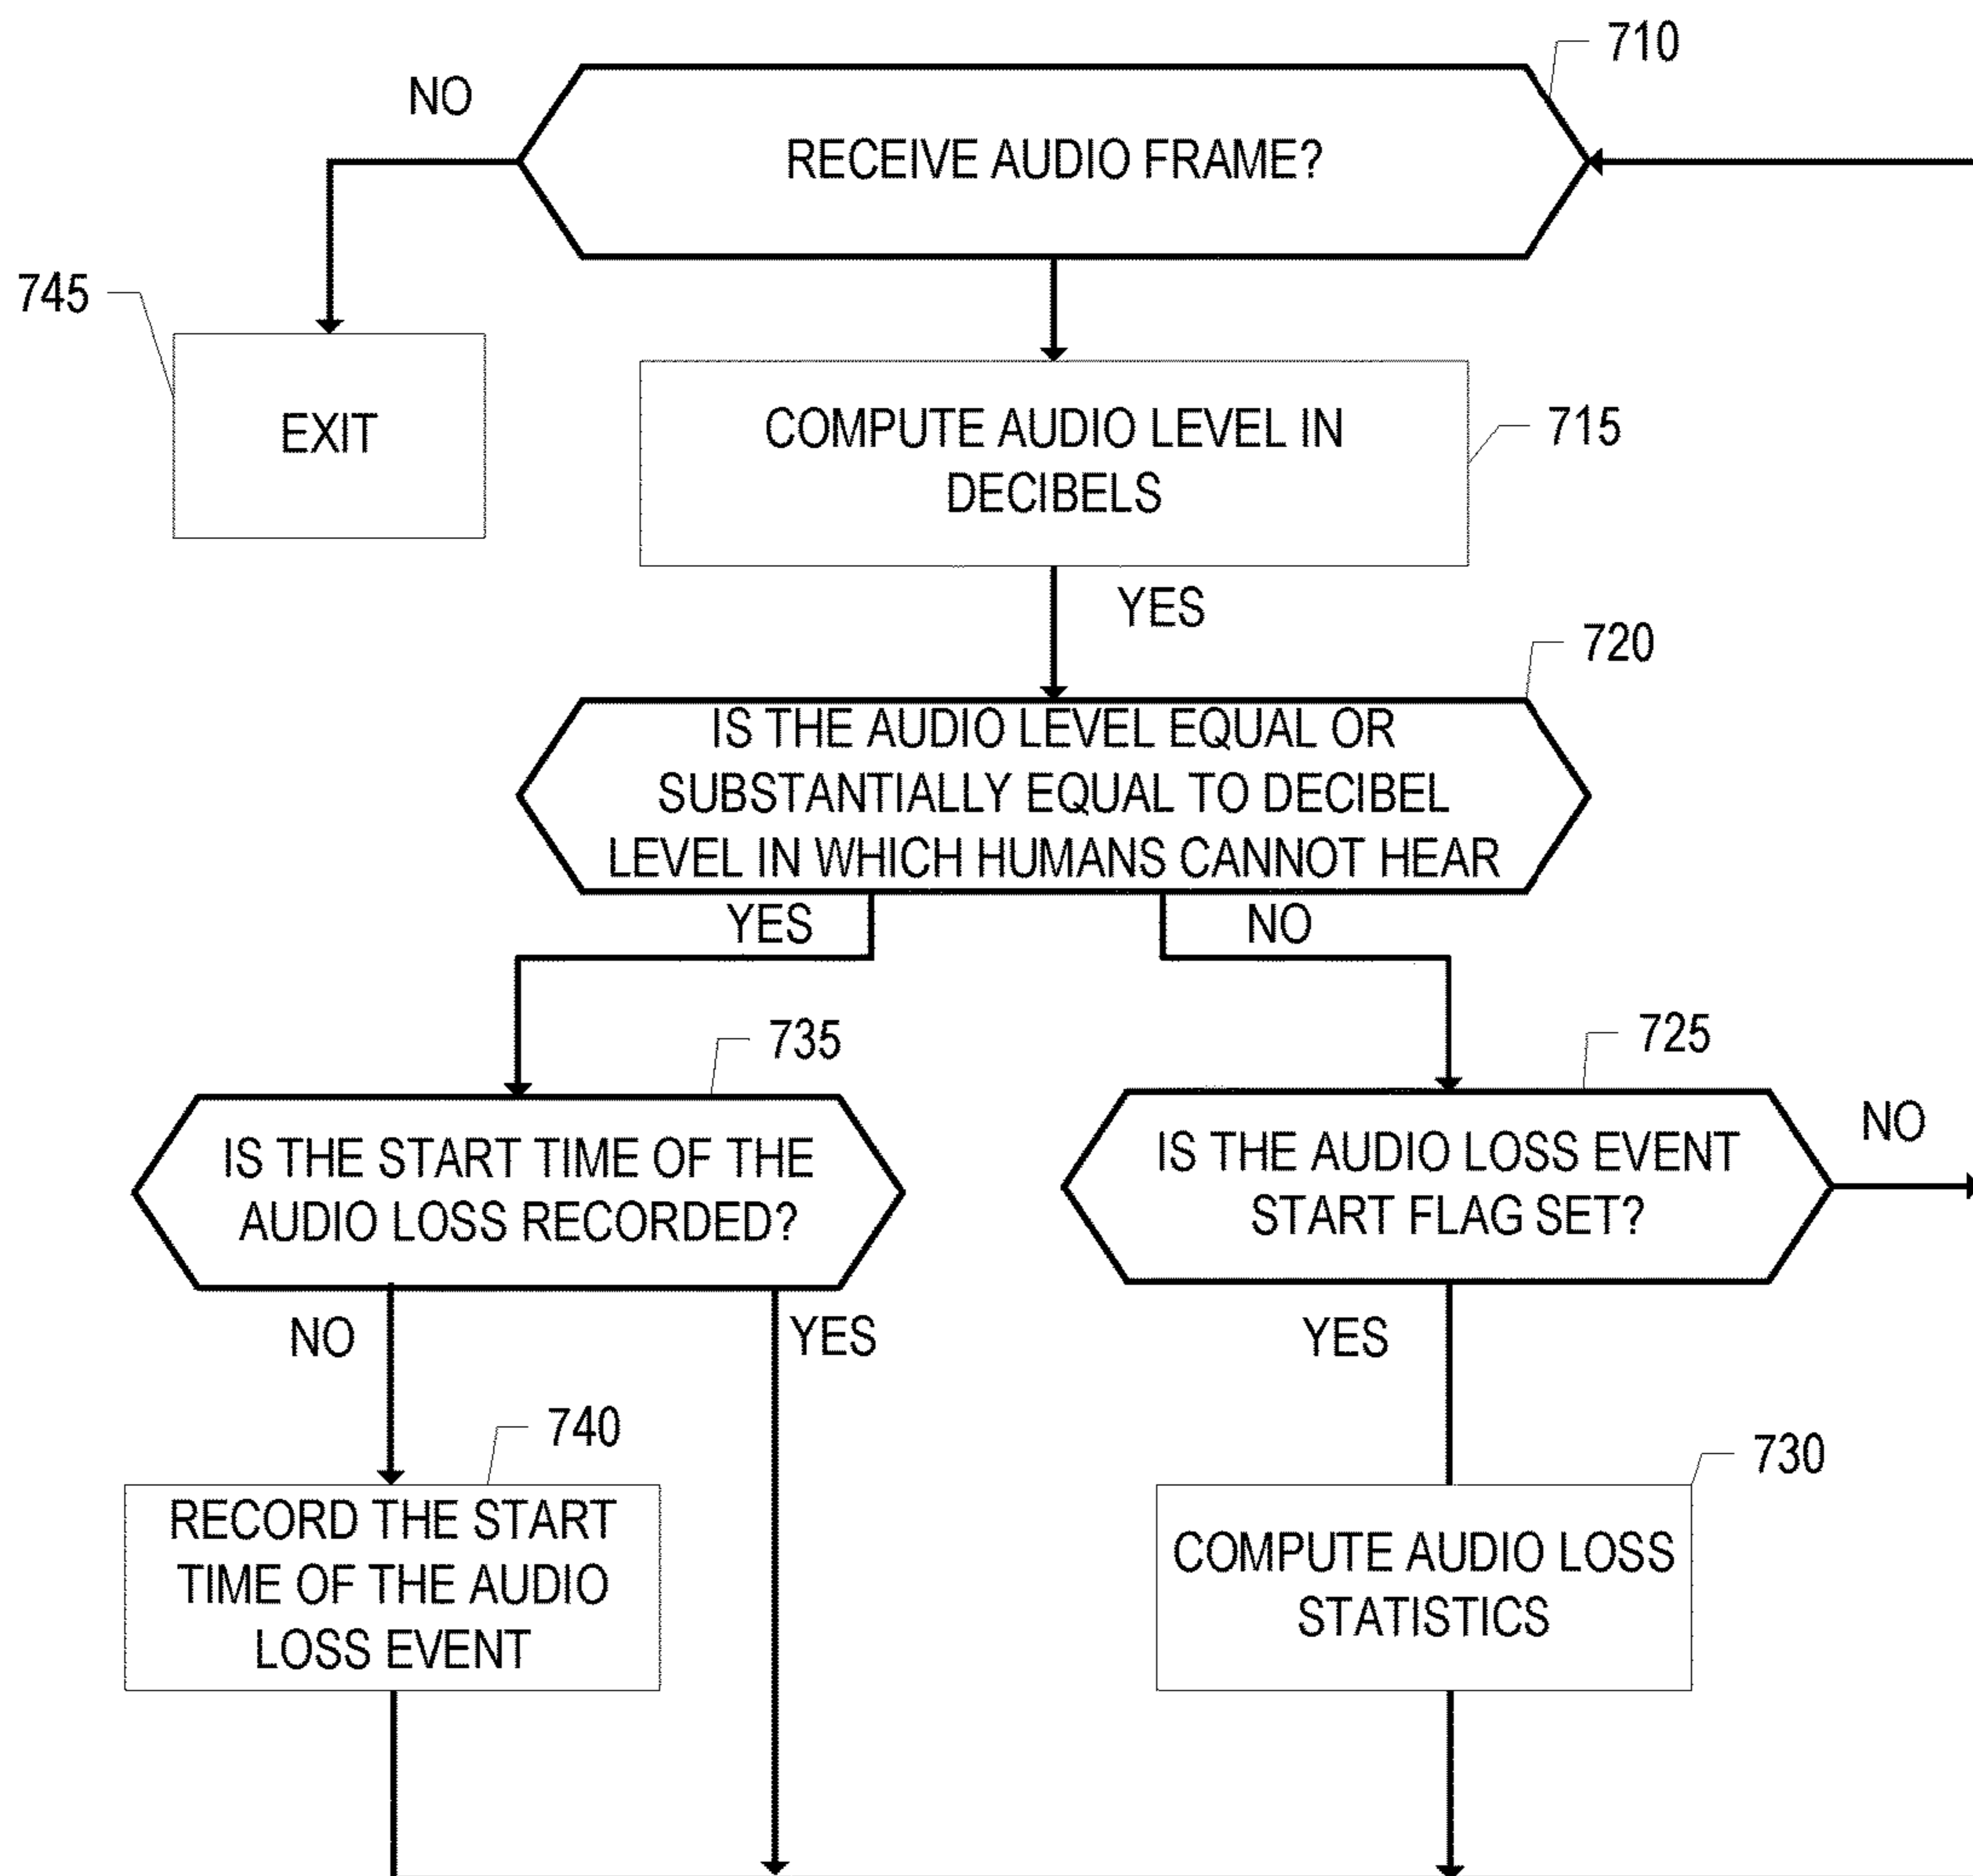 710
NO
RECEIVE AUDIO FRAME?
745
EXIT
COMPUTE AUDIO LEVEL IN
DECIBELS
715
YES
720
IS THE AUDIO LEVEL EQUAL OR
SUBSTANTIALLY EQUAL TO DECIBEL
LEVEL IN WHICH HUMANS CANNOT HEAR
YES
NO
735
725
IS THE START TIME OF THE
AUDIO LOSS RECORDED?
IS THE AUDIO LOSS EVENT
START FLAG SET?
NO
NO
YES
YES
740
730
RECORD THE START
TIME OF THE AUDIO
LOSS EVENT
COMPUTE AUDIO LOSS
STATISTICS